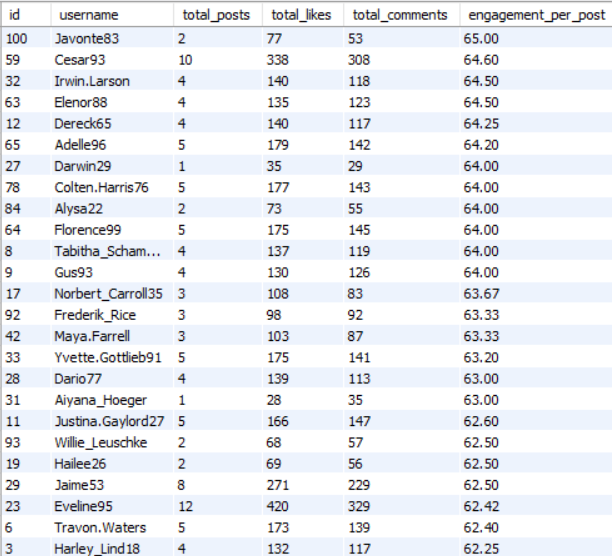 id username total_posts total_likes total_comments engagement_per_post
100 Javonte83 2 77 53 65.00
59 Cesar93 10 338 308 64.60
32 Irwin.Larson 4 140 118 64.50
63 Elenor88 4 135 123 64.50
12 Dereck65 4 140 117 64.25
65 Adelle96 5 179 142 64.20
27 Darwin29 1 35 29 64.00
78 Colten.Harris76 5 177 143 64.00
84 Alysa22 2 73 55 64.00
64 Florence99 5 175 145 64.00
8 Tabitha_Scham... 4 137 119 64.00
9 Gus93 4 130 126 64.00
17 Norbert_Carroll35 3 108 83 63.67
92 Frederik_Rice 3 98 92 63.33
42 Maya.Farrell 3 103 87 63.33
33 Yvette.Gottlieb91 5 175 141 63.20
28 Dario77 4 139 113 63.00
31 Aiyana_Hoeger 1 28 35 63.00
11 Justina.Gaylord27 5 166 147 62.60
93 Willie_Leuschke 2 68 57 62.50
19 Hailee26 2 69 56 62.50
29 Jaime53 8 271 229 62.50
23 Eveline95 12 420 329 62.42
6 Travon.Waters 5 173 139 62.40
3 Harley_Lind18 4 132 117 62.25